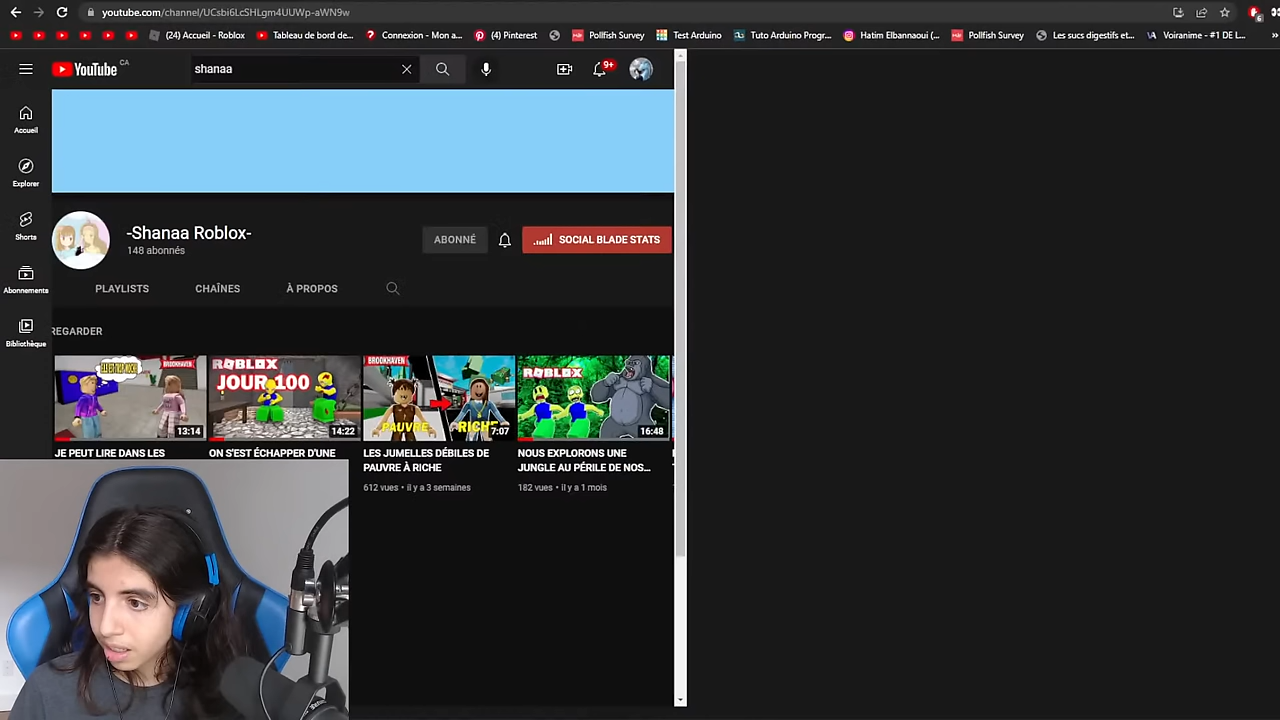 youtube.com/channel/UCsbi6LcSHLgm4UUWp-aWN9w
(24) Accueil - Roblox
Tableau de bord de...
Connexion - Mon a...
(4) Pinterest
Pollfish Survey
Test Arduino
Tuto Arduino Progr...
Hatim Elbannaoui (...
Pollfish Survey
Les sucs digestifs et...
Voiranime - #1 DE L...
»
YouTube CA
shanaa
9+
Accueil
Explorer
Shorts
Abonnements
Bibliothèque
-Shanaa Roblox-
148 abonnés
ABONNÉ
SOCIAL BLADE STATS
PLAYLISTS
CHAÎNES
À PROPOS
REGARDER
BROOKHAVEN
13:14
ROBLOX
JOUR 100
14:22
BROOKHAVEN
PAUVRE
RICHE
7:07
ROBLOX
16:48
JE PEUT LIRE DANS LES
ON S'EST ÉCHAPPER D'UNE
LES JUMELLES DÉBILES DE
PAUVRE À RICHE
612 vues • il y a 3 semaines
NOUS EXPLORONS UNE
JUNGLE AU PÉRILE DE NOS...
182 vues • il y a 1 mois